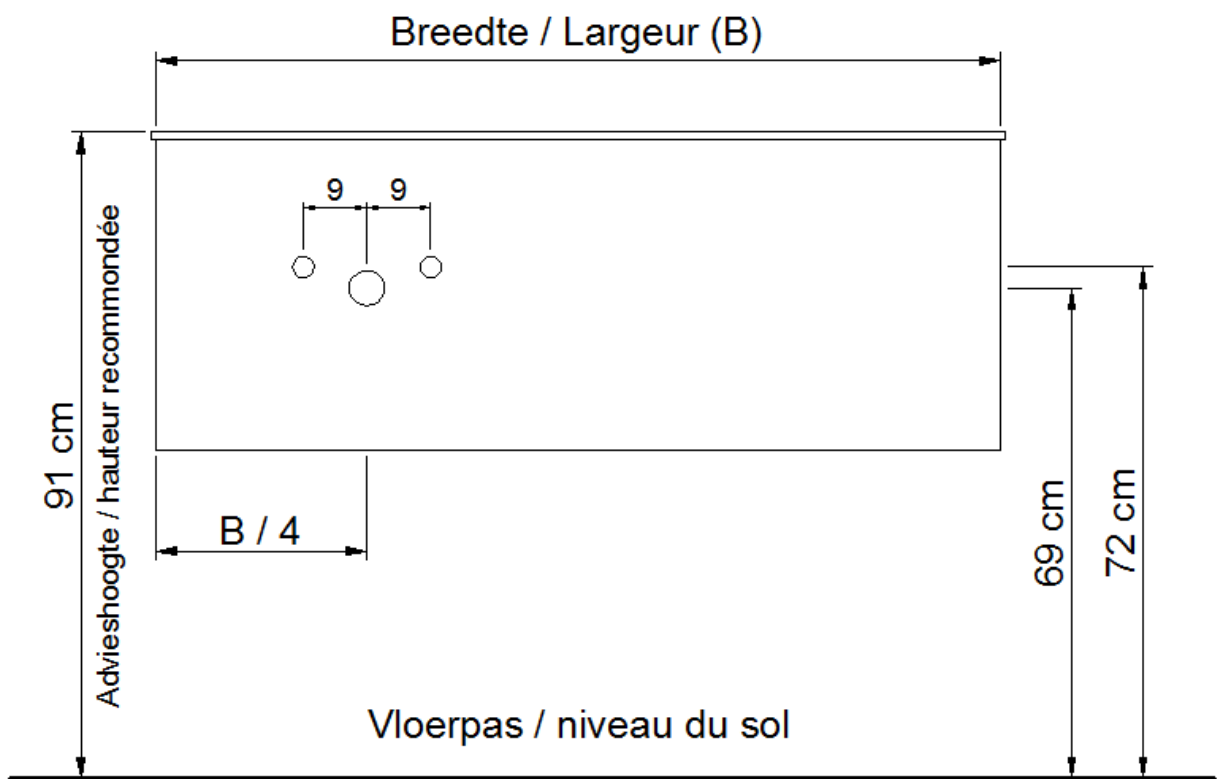 Breedte / Largeur (B)
9
9
91 cm
Advieshoogte / hauteur recommondée
B / 4
69 cm
72 cm
Vloerpas / niveau du sol